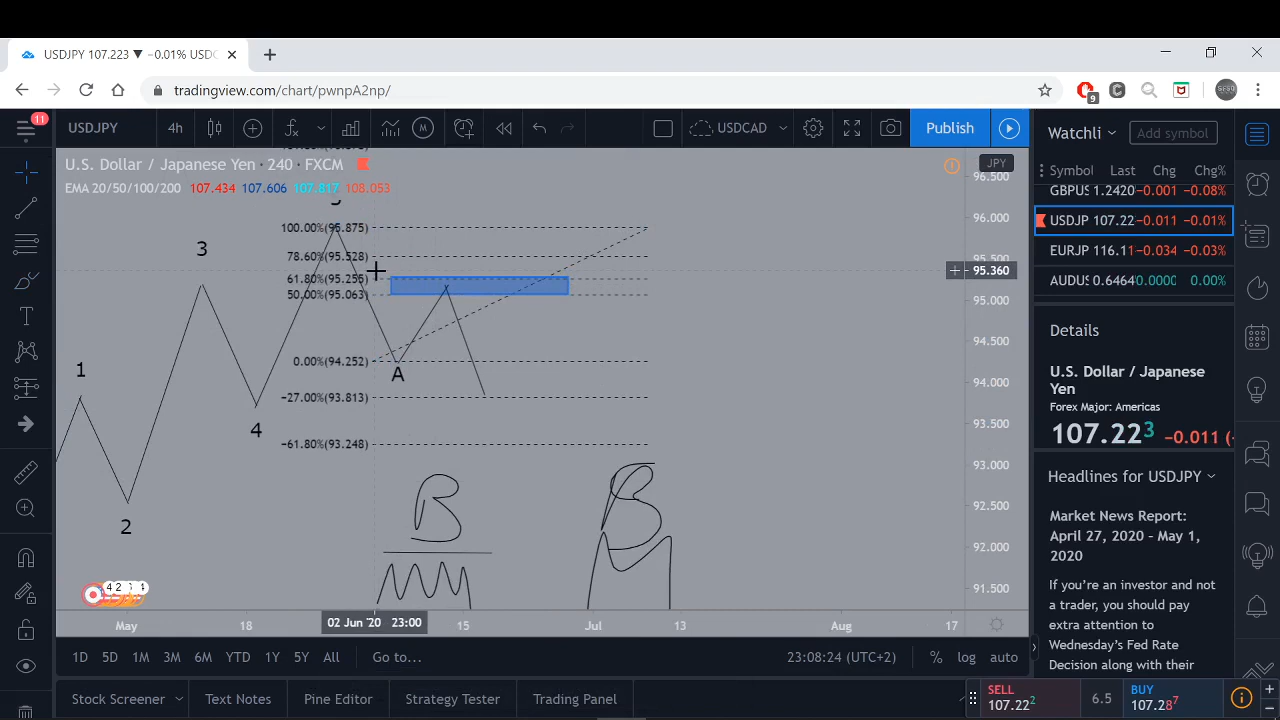 USDJPY 107.223 ▼ −0.01% USDC
tradingview.com/chart/pwnpA2np/
9
11
USDJPY 4h M USDCAD Publish
Watchli Add symbol
U.S. Dollar / Japanese Yen · 240 · FXCM
JPY
EMA 20/50/100/200 107.434 107.606 107.817 108.053
Symbol Last Chg Chg%
GBPUS 1.2420 -0.001 -0.08%
USDJP 107.22 -0.011 -0.01%
EURJP 116.11 -0.034 -0.03%
AUDUS 0.6464 0.0000 0.00%
96.500
96.000
95.500
95.360
95.000
94.500
94.000
93.500
93.000
92.500
92.000
91.500
100.00%(95.875)
78.60%(95.528)
61.80%(95.255)
50.00%(95.063)
0.00%(94.252)
−27.00%(93.813)
−61.80%(93.248)
1
2
3
4
A
B
B
Details
U.S. Dollar / Japanese
Yen
Forex Major: Americas
107.223 −0.011 (
Headlines for USDJPY
Market News Report:
April 27, 2020 – May 1,
2020
If you're an investor and not
a trader, you should pay
extra attention to
Wednesday's Fed Rate
Decision along with their
May 18 02 Jun '20 23:00 15 Jul 13 Aug 17
1D 5D 1M 3M 6M YTD 1Y 5Y All Go to... 23:08:24 (UTC+2) % log auto
Stock Screener Text Notes Pine Editor Strategy Tester Trading Panel
SELL
107.222
6.5
BUY
107.287